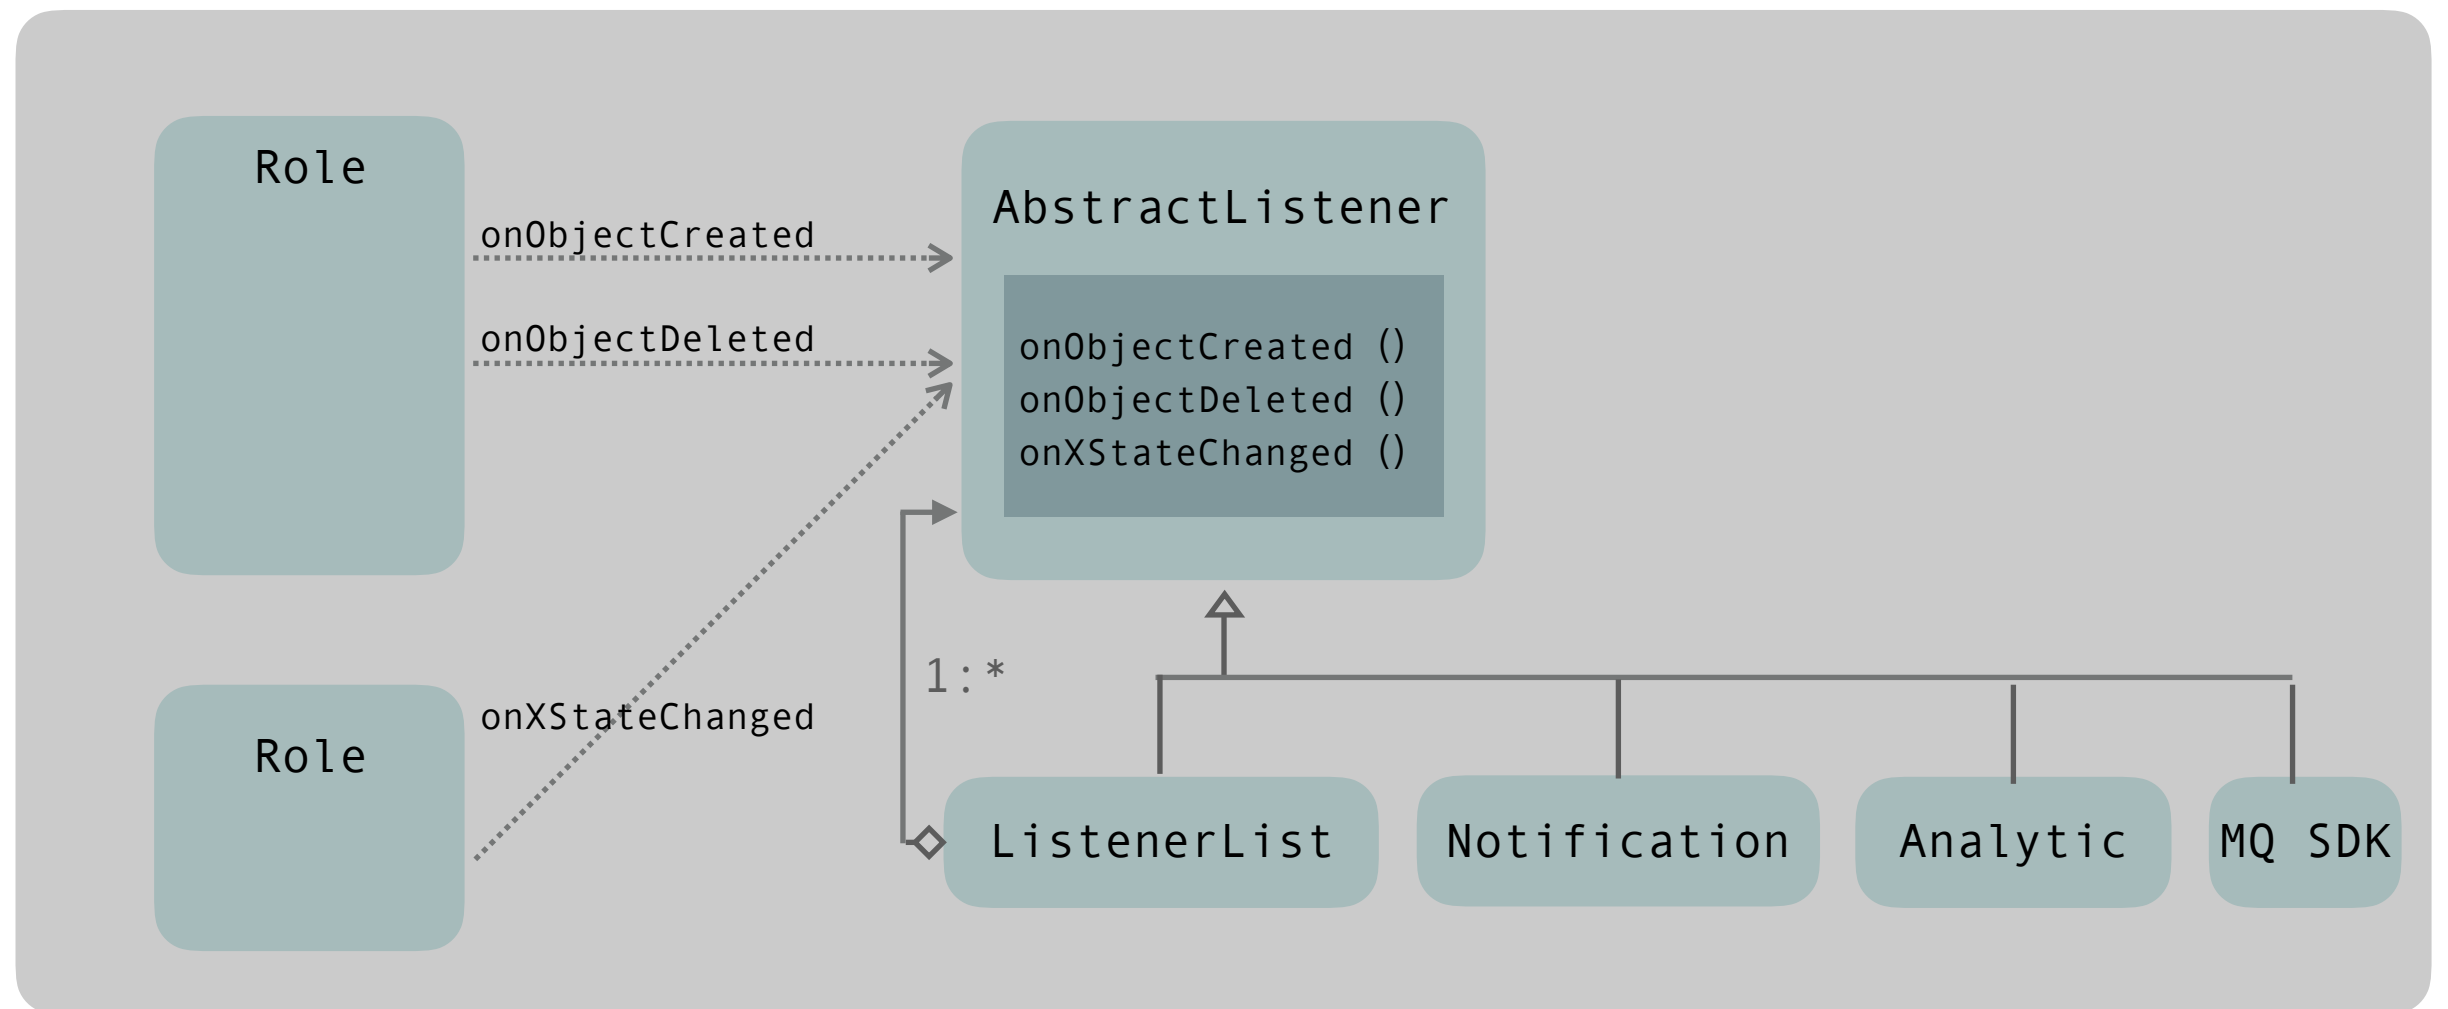 Role
onObjectCreated
onObjectDeleted
AbstractListener
onObjectCreated ()
onObjectDeleted ()
onXStateChanged ()
1:*
Role
onXStateChanged
ListenerList
Notification
Analytic
MQ SDK